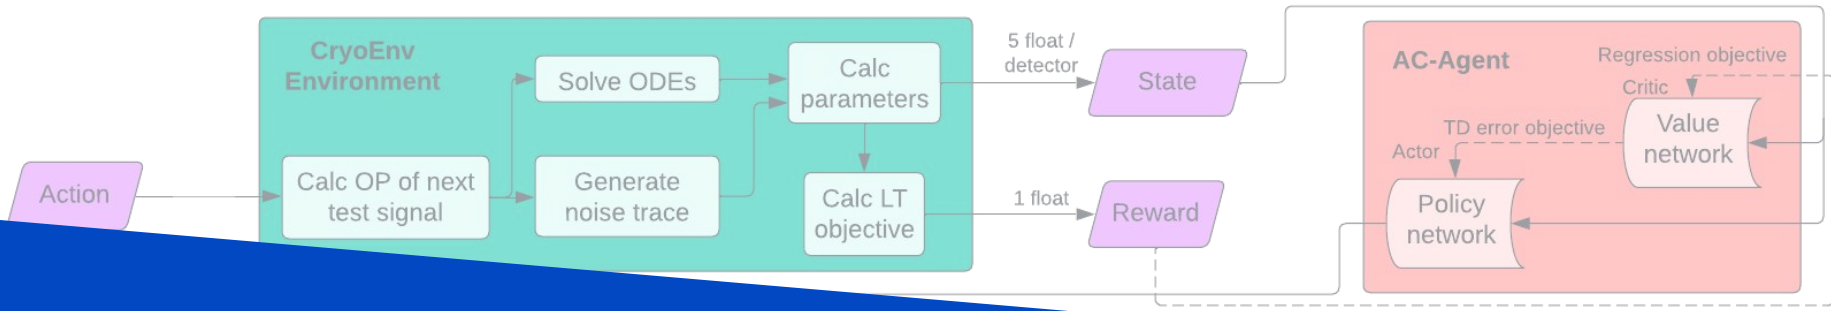 CryoEnv
Environment
Action
Calc OP of next
test signal
Solve ODEs
Generate
noise trace
Calc
parameters
Calc LT
objective
5 float /
detector
State
1 float
Reward
AC-Agent
Regression objective
Critic
Value
network
TD error objective
Actor
Policy
network